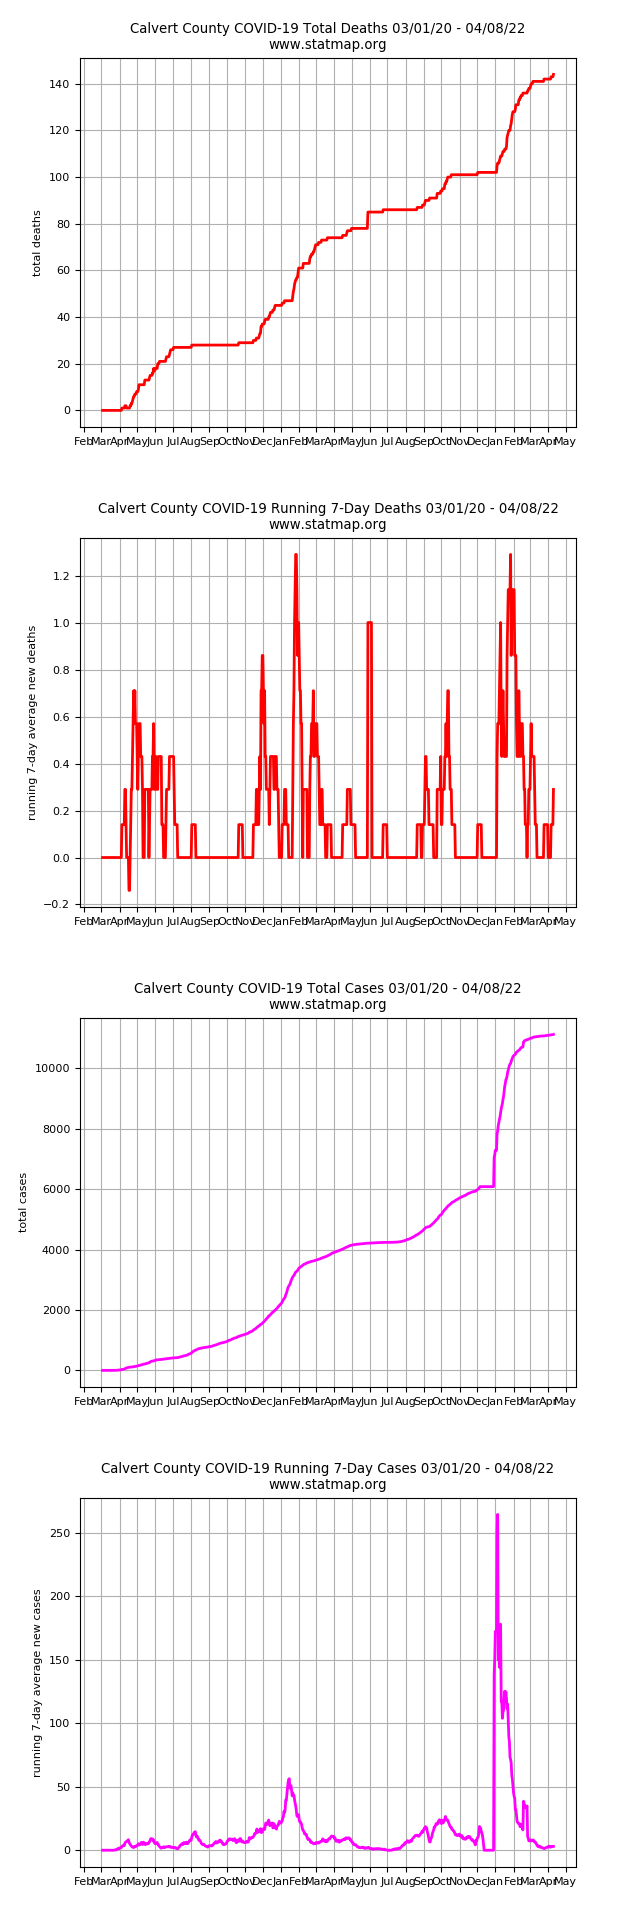 Calvert County COVID-19 Total Deaths 03/01/20 - 04/08/22
www.statmap.org
140
120
100
80
60
40
20
0
total deaths
Feb Mar Apr May Jun Jul Aug Sep Oct Nov Dec Jan Feb Mar Apr May Jun Jul Aug Sep Oct Nov Dec Jan Feb Mar Apr May
Calvert County COVID-19 Running 7-Day Deaths 03/01/20 - 04/08/22
www.statmap.org
1.2
1.0
0.8
0.6
0.4
0.2
0.0
−0.2
running 7-day average new deaths
Feb Mar Apr May Jun Jul Aug Sep Oct Nov Dec Jan Feb Mar Apr May Jun Jul Aug Sep Oct Nov Dec Jan Feb Mar Apr May
Calvert County COVID-19 Total Cases 03/01/20 - 04/08/22
www.statmap.org
10000
8000
6000
4000
2000
0
total cases
Feb Mar Apr May Jun Jul Aug Sep Oct Nov Dec Jan Feb Mar Apr May Jun Jul Aug Sep Oct Nov Dec Jan Feb Mar Apr May
Calvert County COVID-19 Running 7-Day Cases 03/01/20 - 04/08/22
www.statmap.org
250
200
150
100
50
0
running 7-day average new cases
Feb Mar Apr May Jun Jul Aug Sep Oct Nov Dec Jan Feb Mar Apr May Jun Jul Aug Sep Oct Nov Dec Jan Feb Mar Apr May